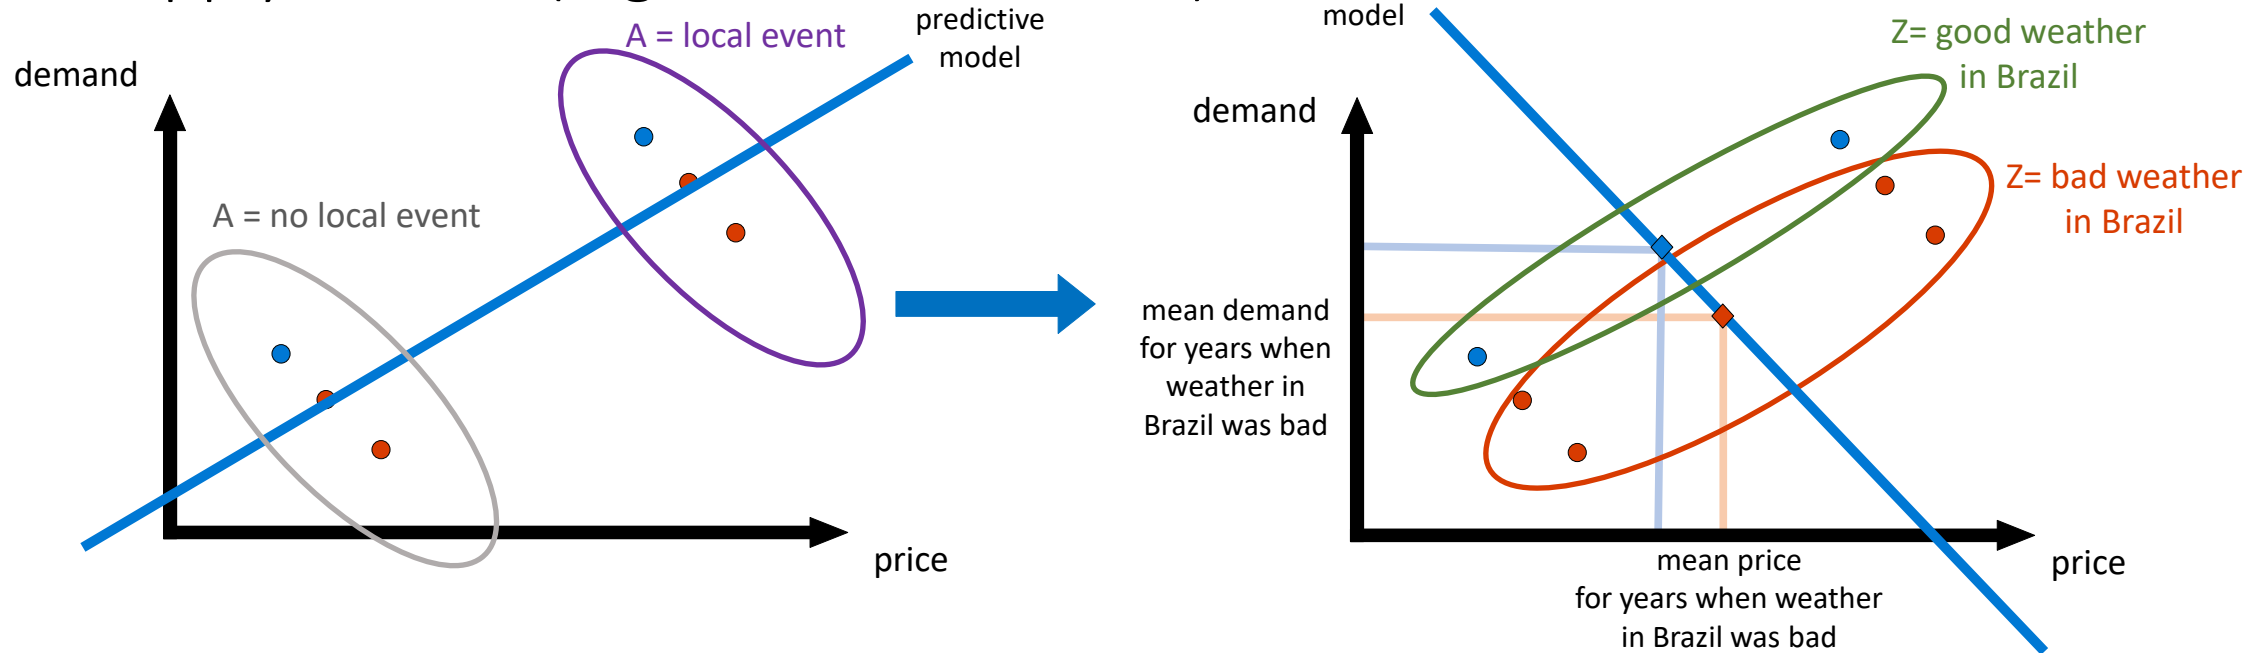 A = local event
predictive
model
demand
A = no local event
price
model
Z= good weather
in Brazil
demand
Z= bad weather
in Brazil
mean demand
for years when
weather in
Brazil was bad
mean price
for years when weather
in Brazil was bad
price